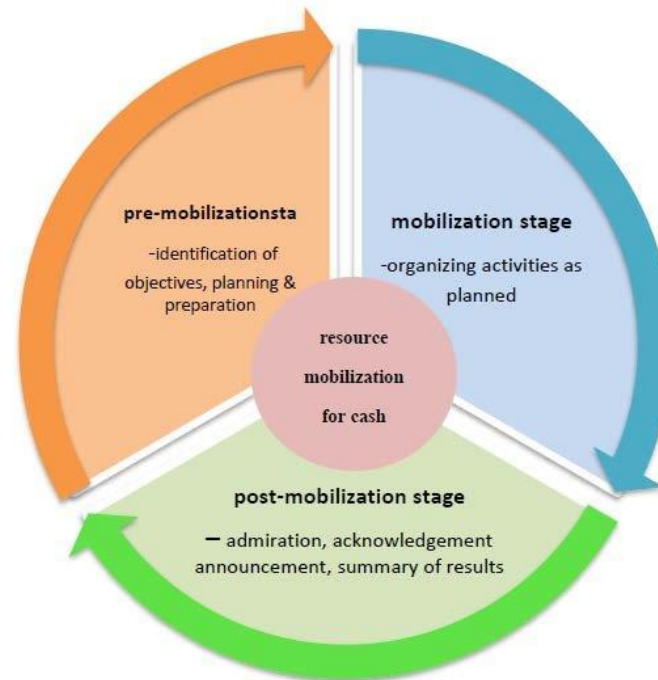 pre-mobilizationsta
-identification of
objectives, planning &
preparation
mobilization stage
-organizing activities as
planned
resource
mobilization
for cash
post-mobilization stage
– admiration, acknowledgement
announcement, summary of results